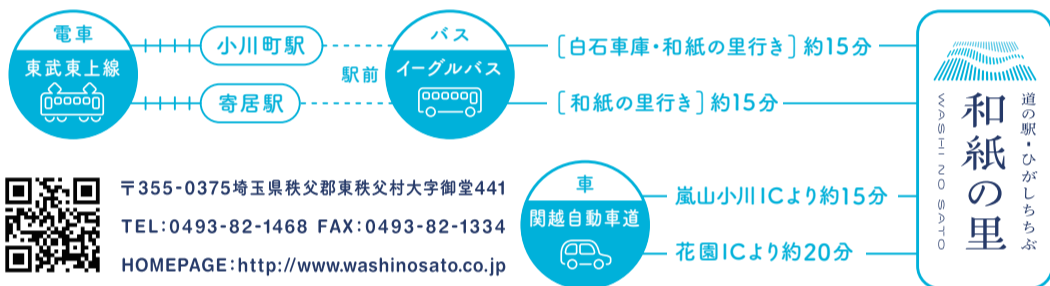 電車
東武東上線
小川町駅
寄居駅
駅前
バス
イーグルバス
[白石車庫・和紙の里行き]約15分
[和紙の里行き]約15分
道の駅・ひがしちちぶ
和紙の里
WASHI NO SATO
〒355-0375埼玉県秩父郡東秩父村大字御堂441
TEL:0493-82-1468 FAX:0493-82-1334
HOMEPAGE:http://www.washinosato.co.jp
車
関越自動車道
嵐山小川ICより約15分
花園ICより約20分